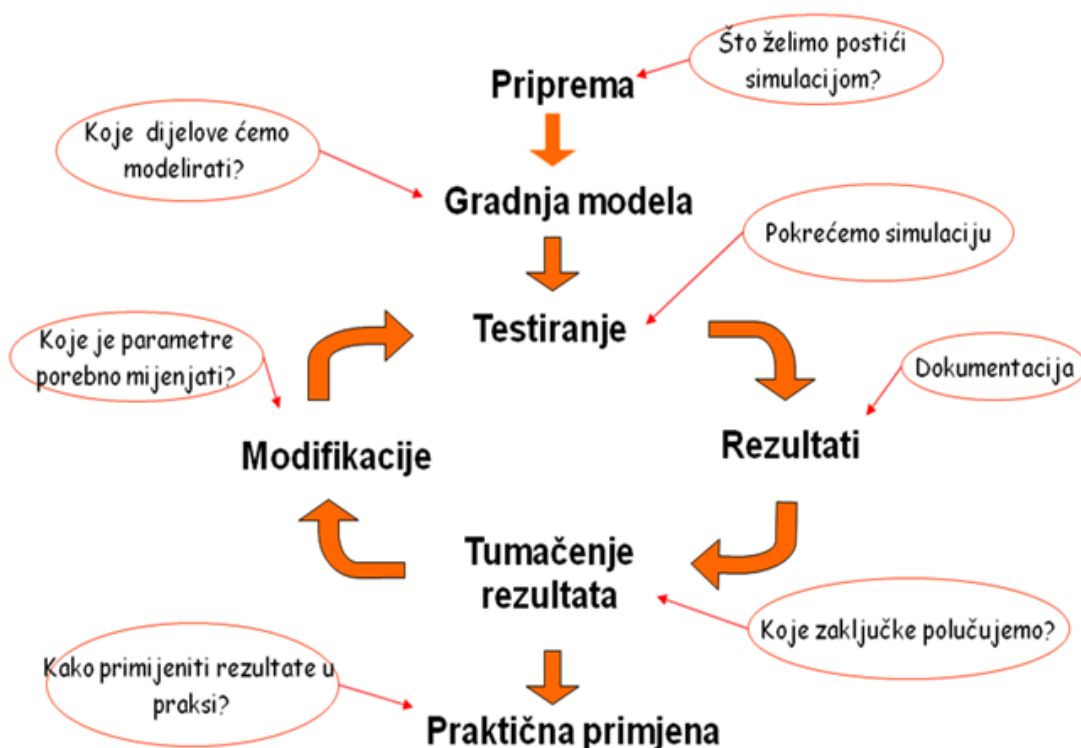 Što želimo postići
simulacijom?
Priprema
Koje dijelove ćemo
modelirati?
Gradnja modela
Pokrećemo simulaciju
Testiranje
Koje je parametre
porebno mijenjati?
Dokumentacija
Modifikacije
Rezultati
Tumačenje
rezultata
Koje zaključke polučujemo?
Kako primijeniti rezultate u
praksi?
Praktična primjena